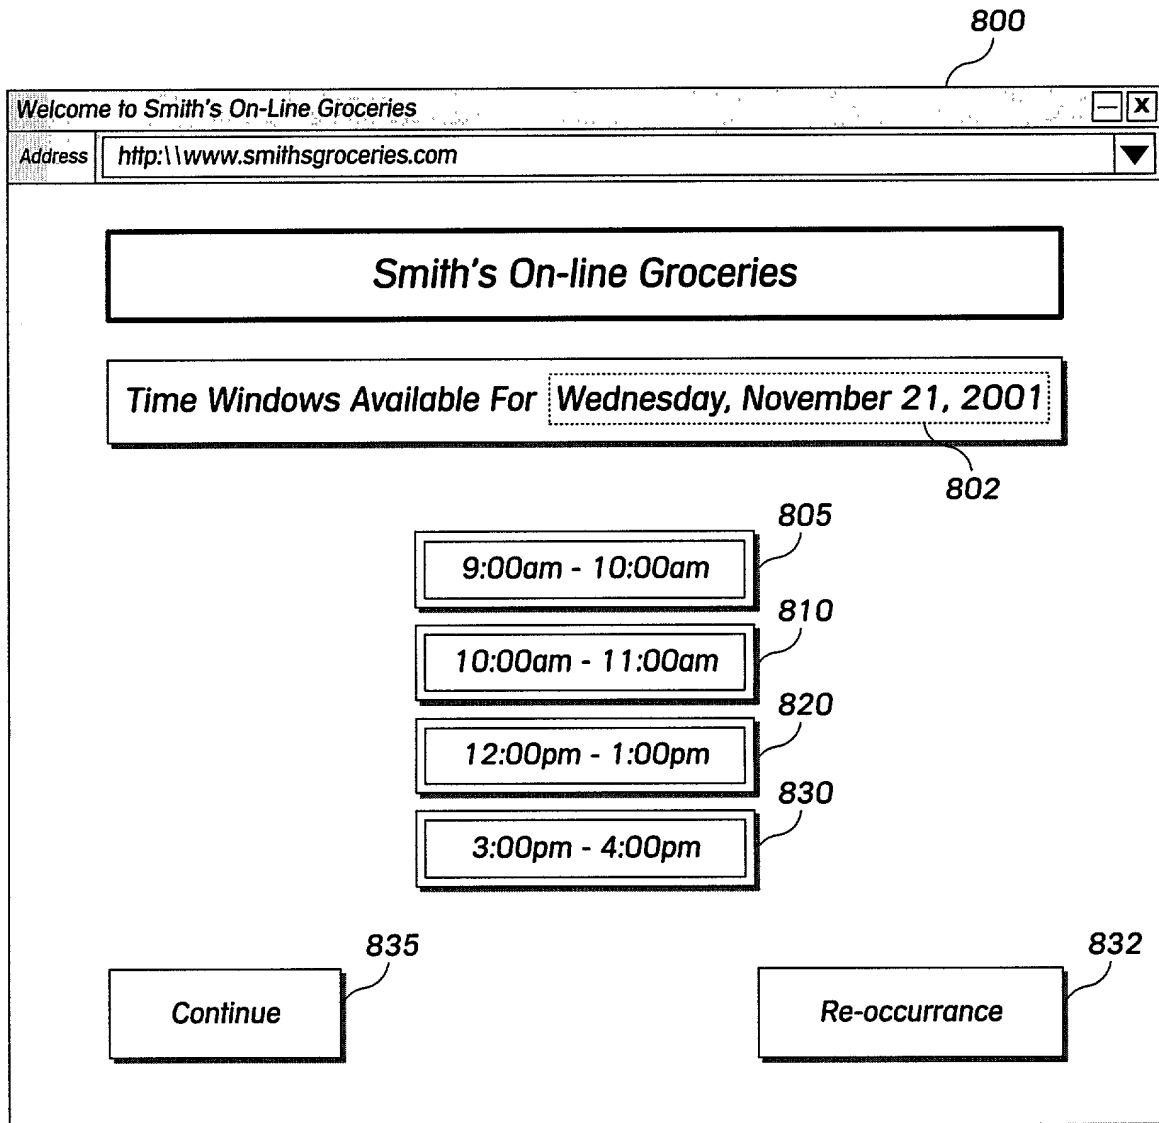 800
Welcome to Smith's On-Line Groceries
— X
Address http:\\www.smithsgroceries.com
Smith's On-line Groceries
Time Windows Available For Wednesday, November 21, 2001
802
805
9:00am - 10:00am
810
10:00am - 11:00am
820
12:00pm - 1:00pm
830
3:00pm - 4:00pm
835
832
Continue
Re-occurrance